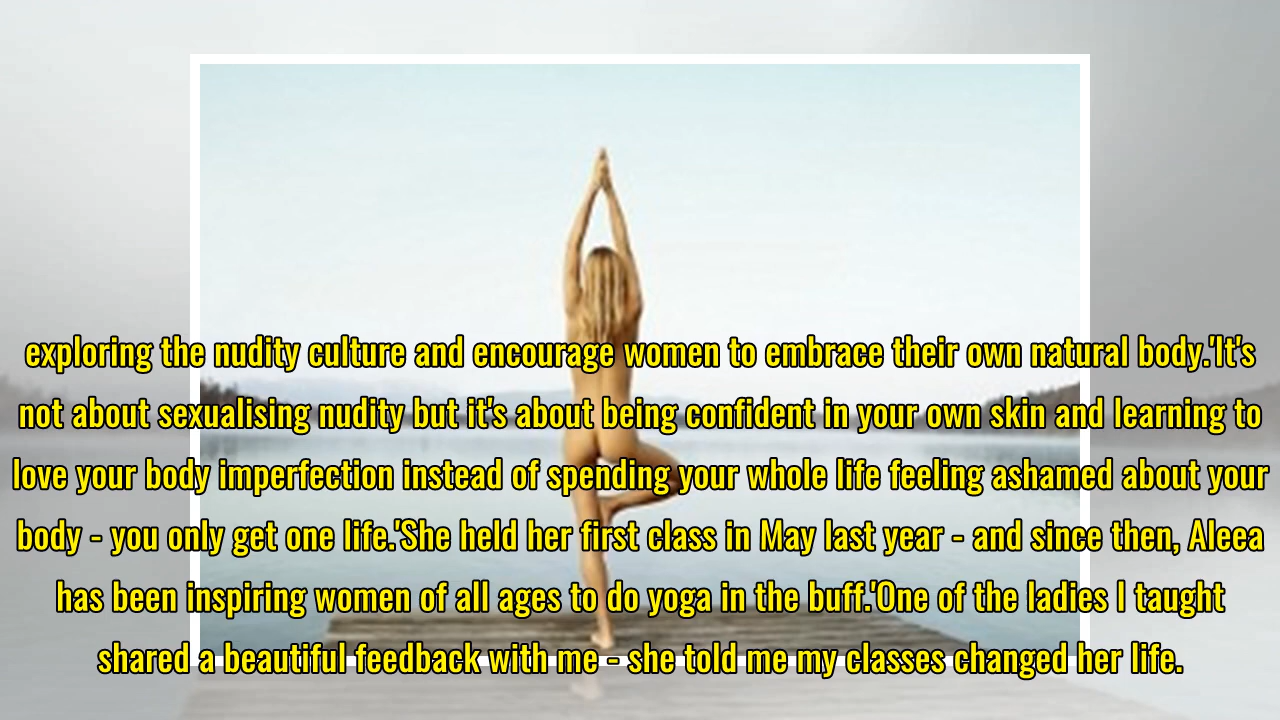 exploring the nudity culture and encourage women to embrace their own natural body.'It's
not about sexualising nudity but it's about being confident in your own skin and learning to
love your body imperfection instead of spending your whole life feeling ashamed about your
body - you only get one life.'She held her first class in May last year - and since then, Aleea
has been inspiring women of all ages to do yoga in the buff.'One of the ladies I taught
shared a beautiful feedback with me - she told me my classes changed her life.